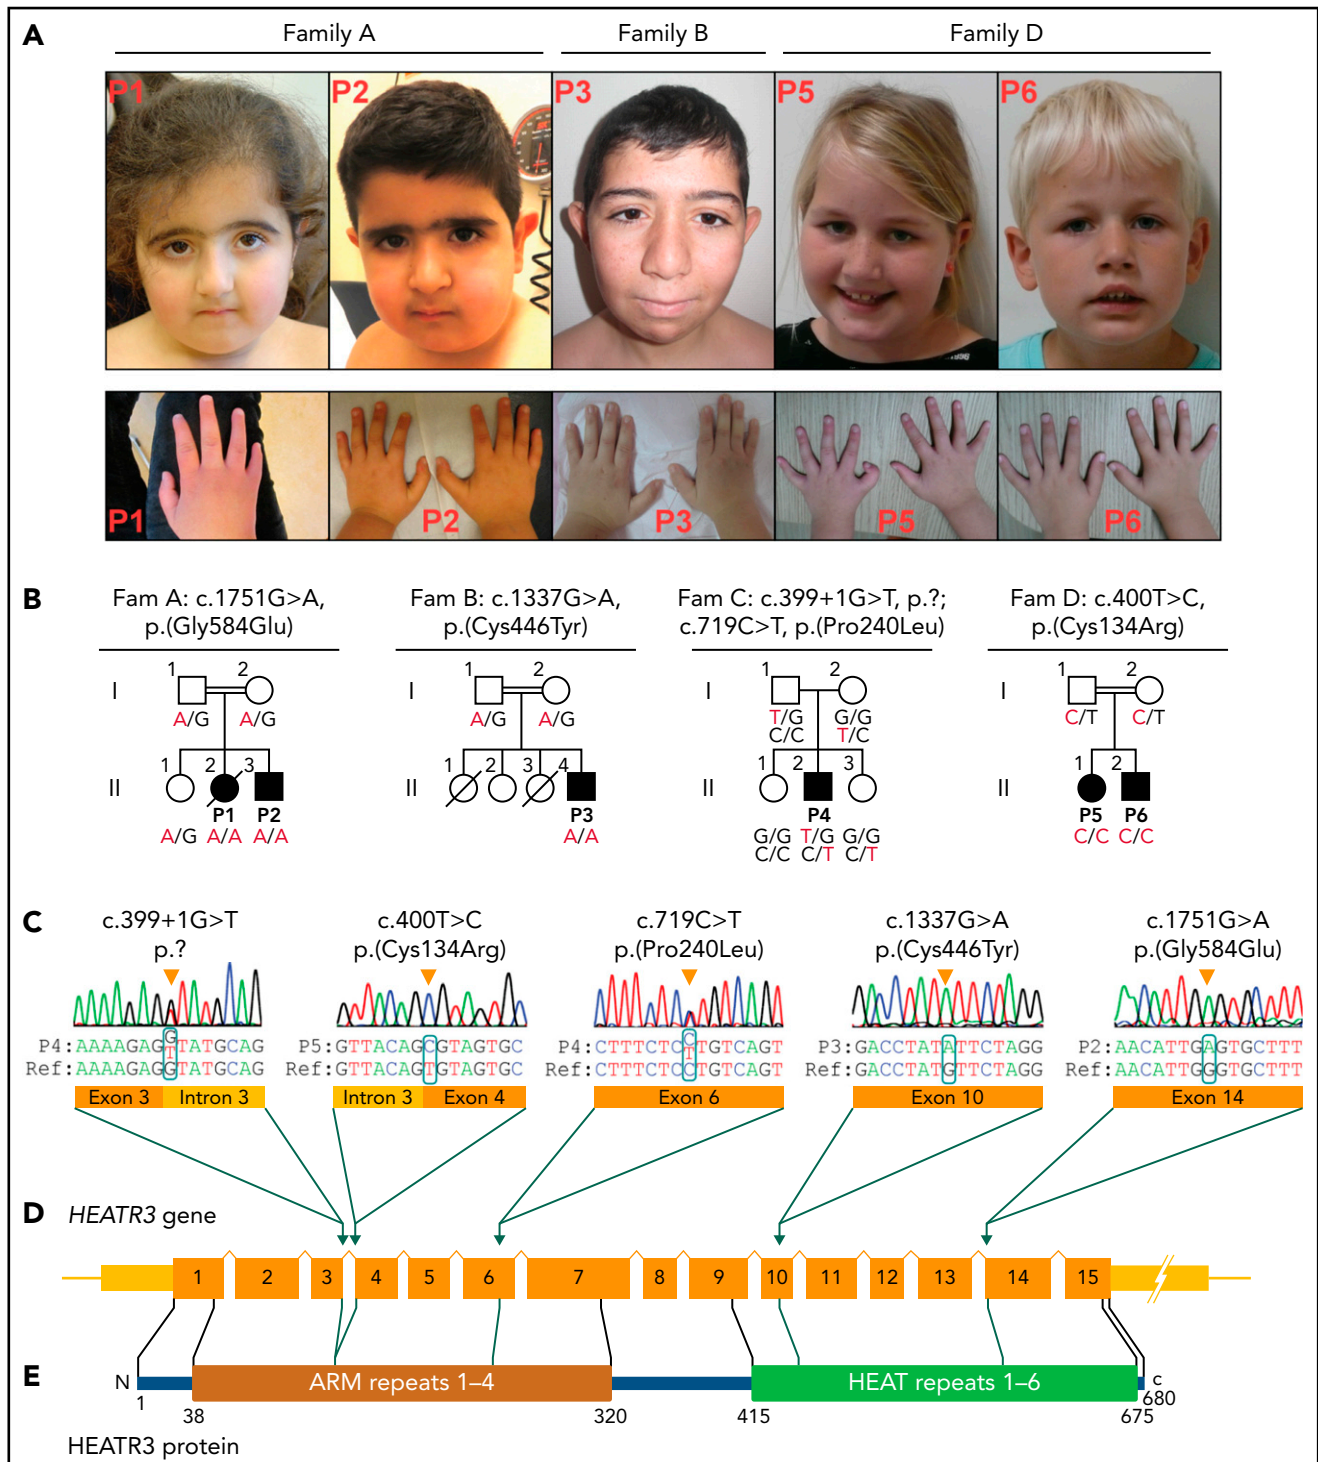 A
Family A
Family B
Family D
P1
P2
P3
P5
P6
P1
P2
P3
P5
P6
B
Fam A: c.1751G>A,
p.(Gly584Glu)
Fam B: c.1337G>A,
p.(Cys446Tyr)
Fam C: c.399+1G>T, p.?;
c.719C>T, p.(Pro240Leu)
Fam D: c.400T>C,
p.(Cys134Arg)
I
1
2
A/G
A/G
II
1
2
3
P1
P2
A/G
A/A
A/A
I
1
2
A/G
A/G
II
1
2
3
4
P3
A/A
I
1
2
T/G
G/G
C/C
T/C
II
1
2
3
P4
G/G
T/G
G/G
C/C
C/T
C/T
I
1
2
C/T
C/T
II
1
2
P5
P6
C/C
C/C
C
c.399+1G>T
p.?
P4:AAAAGAG
G
T
TATGCAG
Ref:AAAAGAGGTATGCAG
Exon 3
Intron 3
c.400T>C
p.(Cys134Arg)
P5:GTTACAGCGTAGTGC
Ref:GTTACAGTGTAGTGC
Intron 3
Exon 4
c.719C>T
p.(Pro240Leu)
P4:CTTTCTC
C
T
TGTCAGT
Ref:CTTTCTCCTGTCAGT
Exon 6
c.1337G>A
p.(Cys446Tyr)
P3:GACCTATATTCTAGG
Ref:GACCTATGTTCTAGG
Exon 10
c.1751G>A
p.(Gly584Glu)
P2:AACATTGAGTGCTTT
Ref:AACATTGGGTGCTTT
Exon 14
D
HEATR3 gene
1
2
3
4
5
6
7
8
9
10
11
12
13
14
15
E
N
ARM repeats 1–4
HEAT repeats 1–6
c
1
38
320
415
675
680
HEATR3 protein